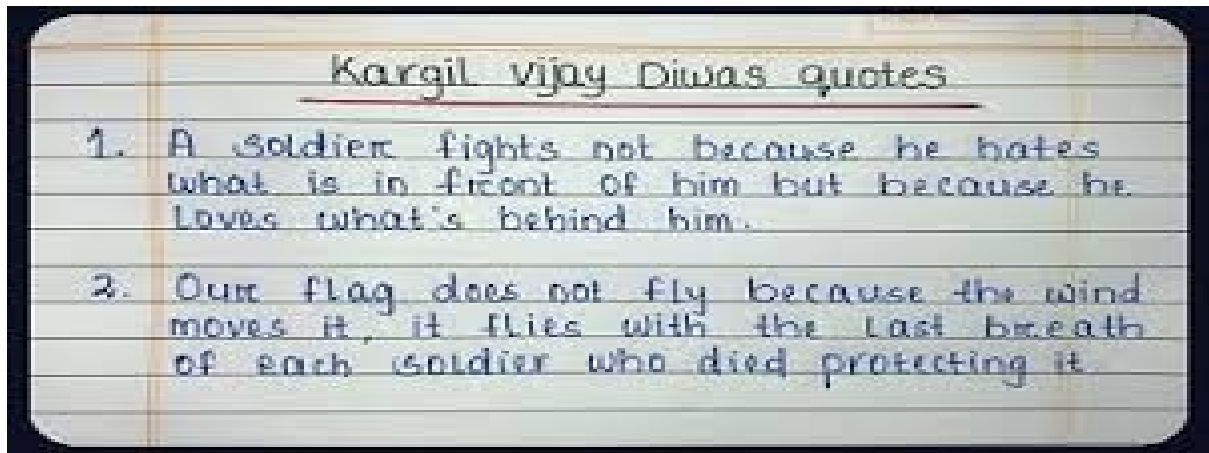 Kargil Vijay Diwas quotes
1. A soldier fights not because he hates
what is in front of him but because he
loves what's behind him.
2. Our flag does not fly because the wind
moves it, it flies with the last breath
of each soldier who died protecting it